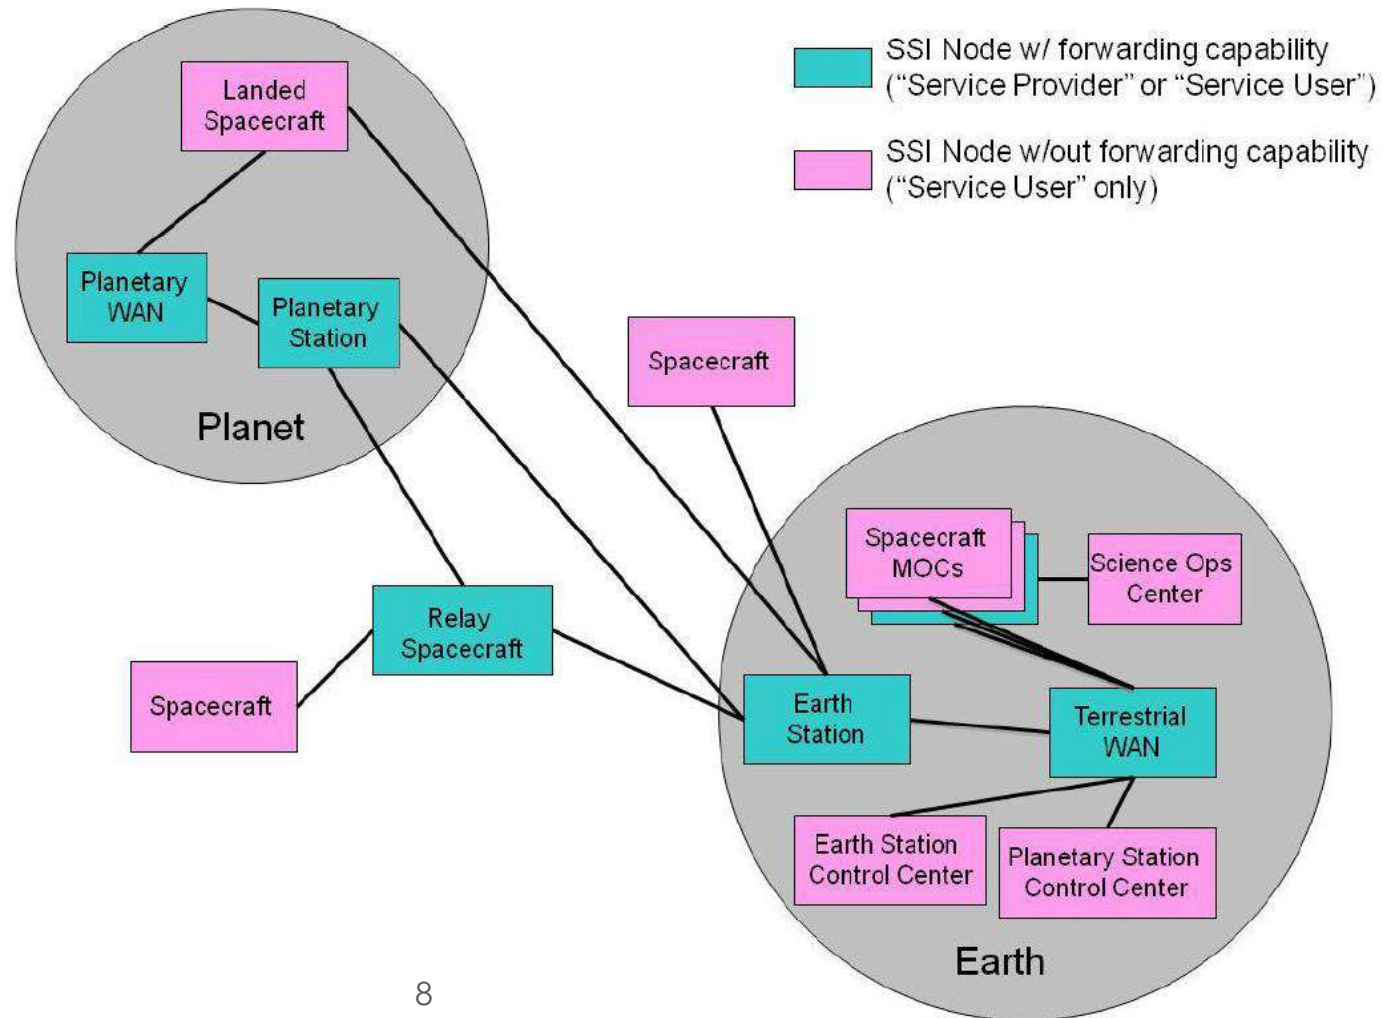 SSI Node w/ forwarding capability
("Service Provider" or "Service User")
SSI Node w/out forwarding capability
("Service User" only)
Landed
Spacecraft
Planetary
WAN
Planetary
Station
Planet
Spacecraft
Spacecraft
MOCs
Science Ops
Center
Relay
Spacecraft
Spacecraft
Earth
Station
Terrestrial
WAN
Earth Station
Control Center
Planetary Station
Control Center
Earth
8